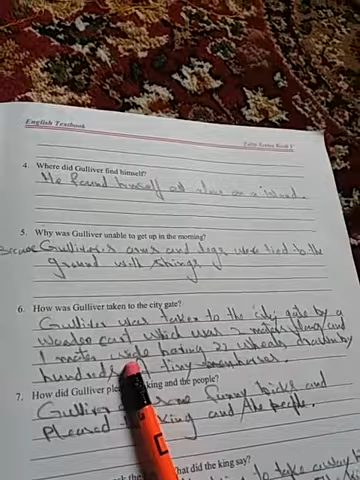 English Textbook
4. Where did Gulliver find himself?
He found himself all alone on a island.
5. Why was Gulliver unable to get up in the morning?
Because Gulliver's arms and legs were tied to the
ground with strings
6. How was Gulliver taken to the city gate?
Gulliver was taken to the city gate by a
wooden cart which was 2 meters long and
1 meter wide having 22 wheels drawn by
hundreds of tiny horses.
7. How did Gulliver king and the people?
Gulliver some funny tricks and
Pleased the king and the people.
What did the king say?
to take away